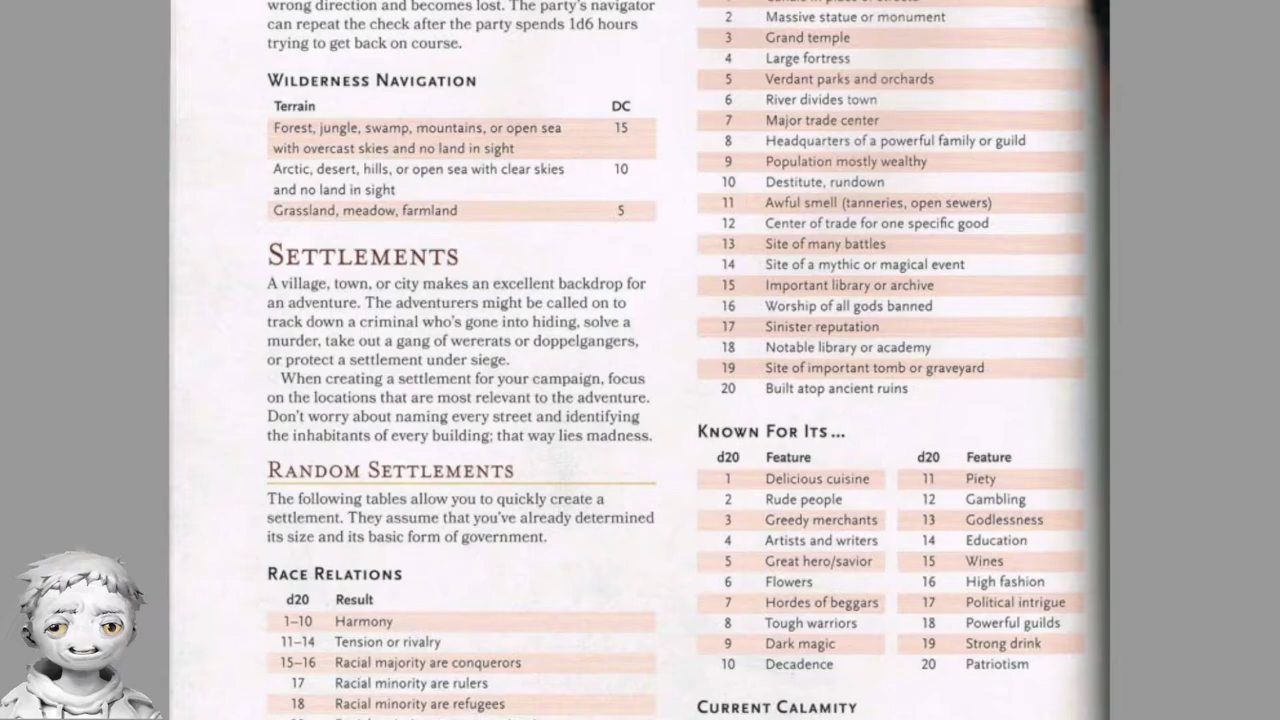 wrong direction and becomes lost. The party's navigator
can repeat the check after the party spends 1d6 hours
trying to get back on course.
WILDERNESS NAVIGATION
Terrain DC
Forest, jungle, swamp, mountains, or open sea 15
with overcast skies and no land in sight
Arctic, desert, hills, or open sea with clear skies 10
and no land in sight
Grassland, meadow, farmland 5
SETTLEMENTS
A village, town, or city makes an excellent backdrop for
an adventure. The adventurers might be called on to
track down a criminal who's gone into hiding, solve a
murder, take out a gang of wererats or doppelgangers,
or protect a settlement under siege.
When creating a settlement for your campaign, focus
on the locations that are most relevant to the adventure.
Don't worry about naming every street and identifying
the inhabitants of every building; that way lies madness.
RANDOM SETTLEMENTS
The following tables allow you to quickly create a
settlement. They assume that you've already determined
its size and its basic form of government.
RACE RELATIONS
d20 Result
1–10 Harmony
11–14 Tension or rivalry
15–16 Racial majority are conquerors
17 Racial minority are rulers
18 Racial minority are refugees
2 Massive statue or monument
3 Grand temple
4 Large fortress
5 Verdant parks and orchards
6 River divides town
7 Major trade center
8 Headquarters of a powerful family or guild
9 Population mostly wealthy
10 Destitute, rundown
11 Awful smell (tanneries, open sewers)
12 Center of trade for one specific good
13 Site of many battles
14 Site of a mythic or magical event
15 Important library or archive
16 Worship of all gods banned
17 Sinister reputation
18 Notable library or academy
19 Site of important tomb or graveyard
20 Built atop ancient ruins
KNOWN FOR ITS...
d20 Feature d20 Feature
1 Delicious cuisine 11 Piety
2 Rude people 12 Gambling
3 Greedy merchants 13 Godlessness
4 Artists and writers 14 Education
5 Great hero/savior 15 Wines
6 Flowers 16 High fashion
7 Hordes of beggars 17 Political intrigue
8 Tough warriors 18 Powerful guilds
9 Dark magic 19 Strong drink
10 Decadence 20 Patriotism
CURRENT CALAMITY